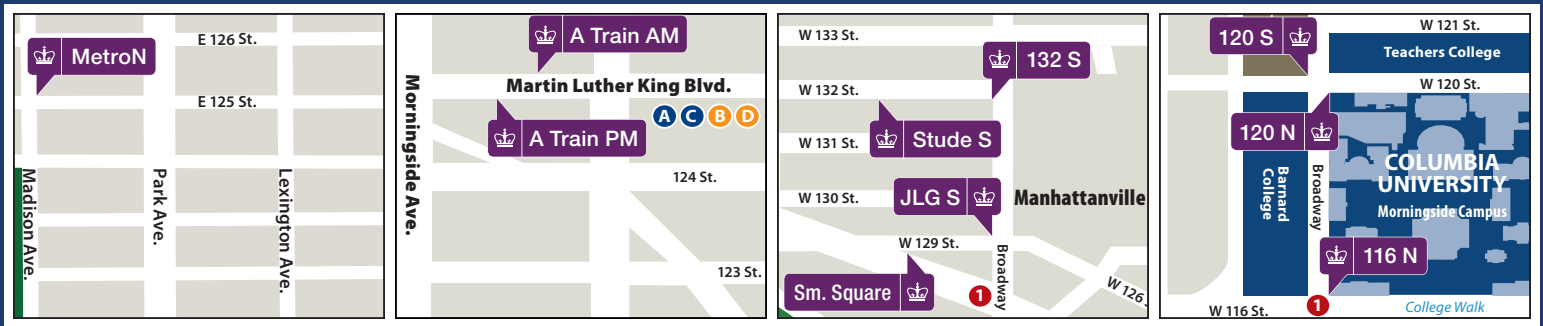 E 126 St.
MetroN
E 125 St.
Madison Ave.
Park Ave.
Lexington Ave.
A Train AM
Martin Luther King Blvd.
A C B D
A Train PM
Morningside Ave.
124 St.
123 St.
W 133 St.
132 S
W 132 St.
W 131 St.
Stude S
W 130 St.
JLG S
Manhattanville
W 129 St.
Broadway
Sm. Square
1
W 126
120 S
W 121 St.
Teachers College
W 120 St.
120 N
Barnard
College
Broadway
COLUMBIA
UNIVERSITY
Morningside Campus
116 N
W 116 St.
1
College Walk